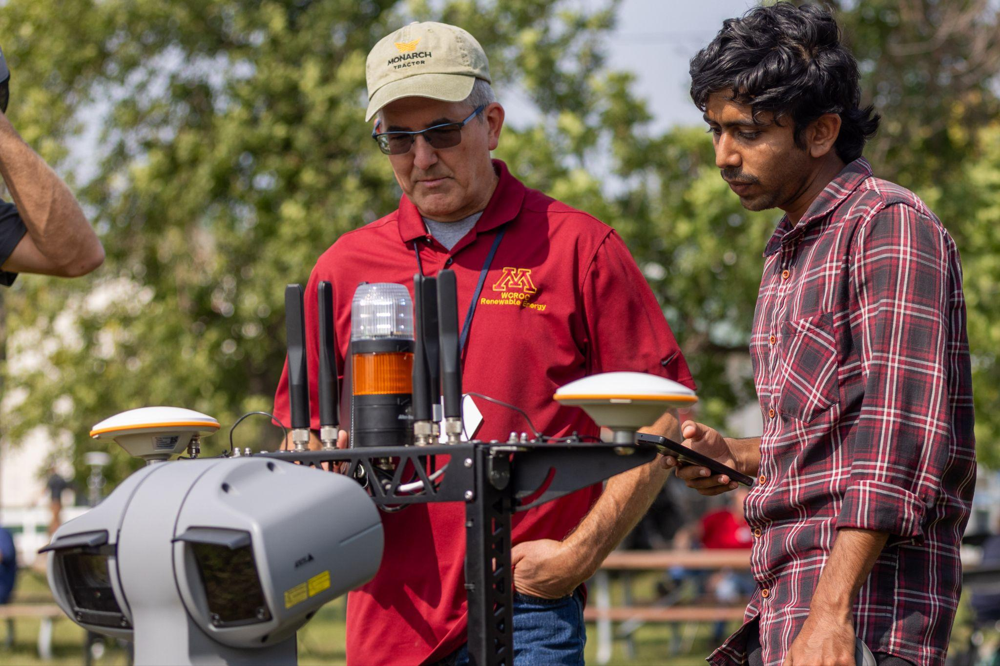 MONARCH
TRACTOR
M
WCROC
Renewable Energy
AXIS